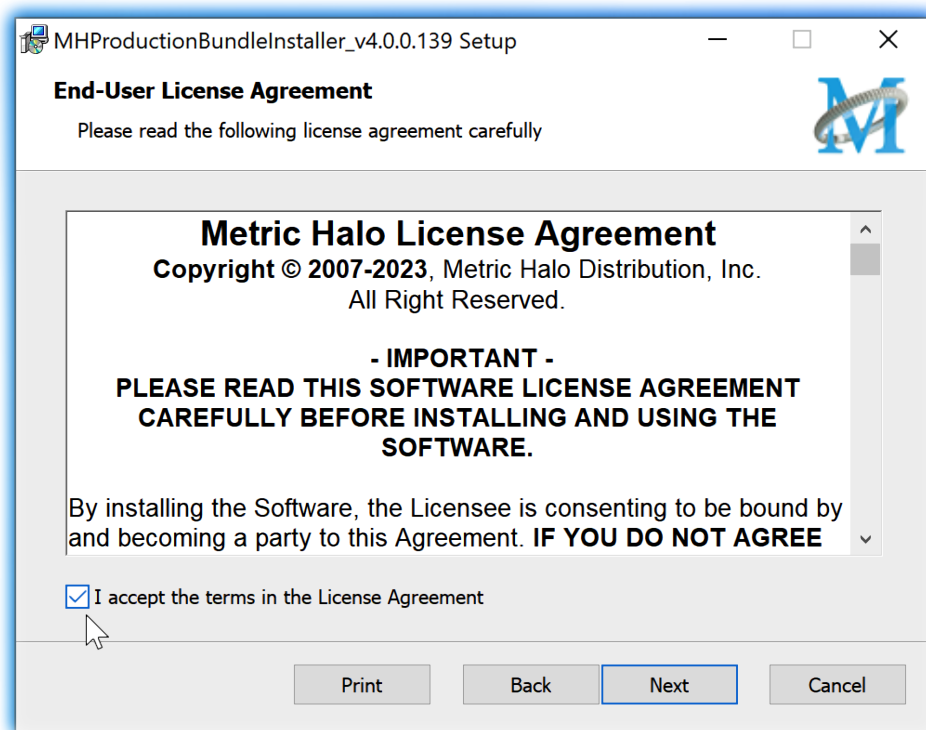 MHProductionBundleInstaller_v4.0.0.139 Setup
End-User License Agreement
Please read the following license agreement carefully
M
Metric Halo License Agreement
Copyright © 2007-2023, Metric Halo Distribution, Inc.
All Right Reserved.
- IMPORTANT -
PLEASE READ THIS SOFTWARE LICENSE AGREEMENT
CAREFULLY BEFORE INSTALLING AND USING THE
SOFTWARE.
By installing the Software, the Licensee is consenting to be bound by
and becoming a party to this Agreement. IF YOU DO NOT AGREE
I accept the terms in the License Agreement
Print Back Next Cancel